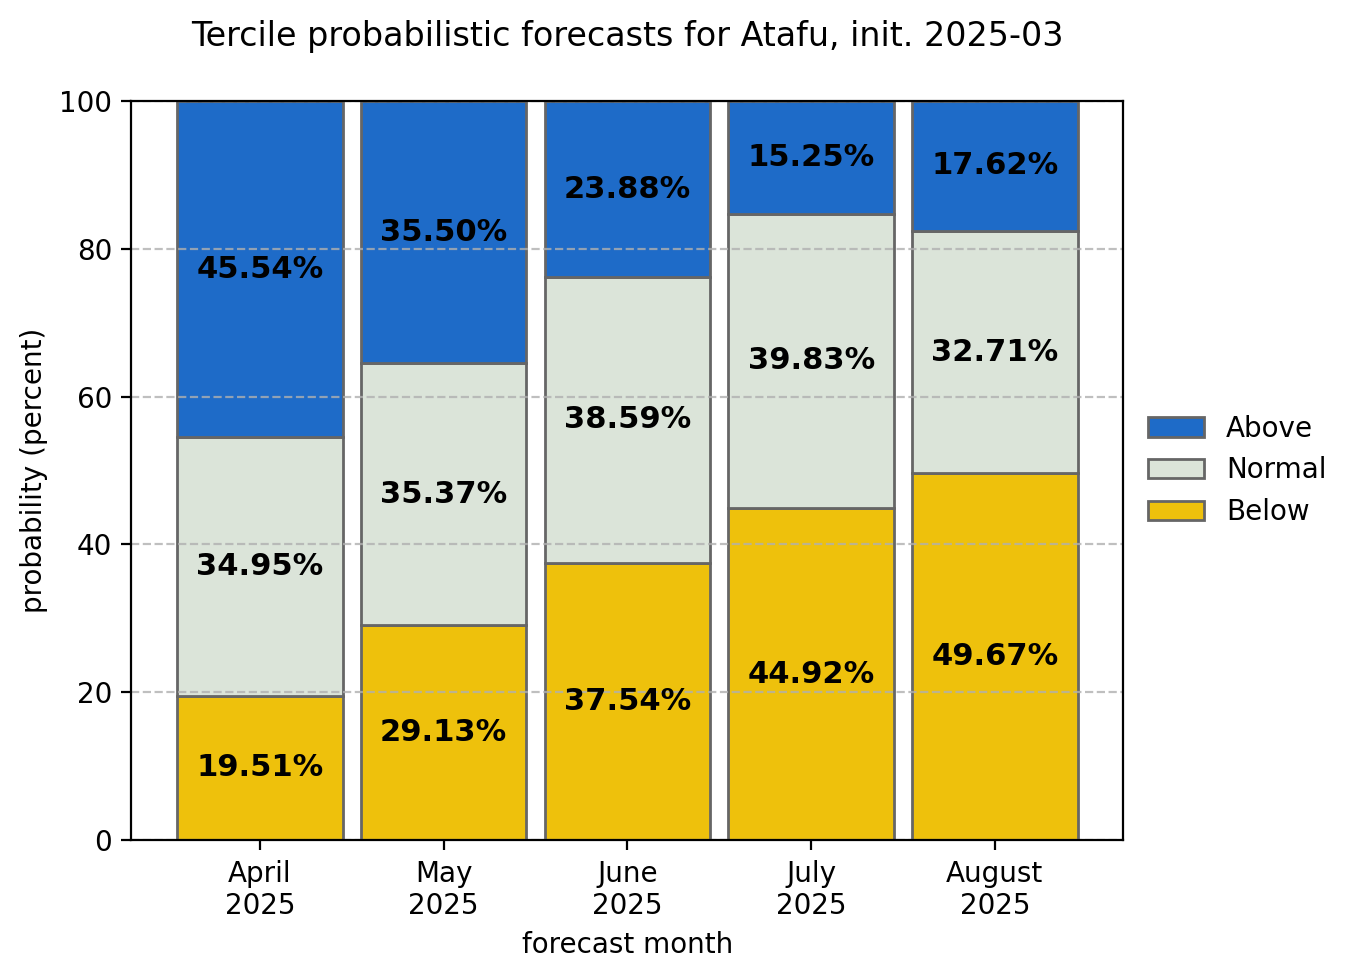 Tercile probabilistic forecasts for Atafu, init. 2025-03
100
80
60
40
20
0
probability (percent)
45.54%
35.50%
23.88%
15.25%
17.62%
34.95%
35.37%
38.59%
39.83%
32.71%
19.51%
29.13%
37.54%
44.92%
49.67%
Above
Normal
Below
April
2025
May
2025
June
2025
July
2025
August
2025
forecast month